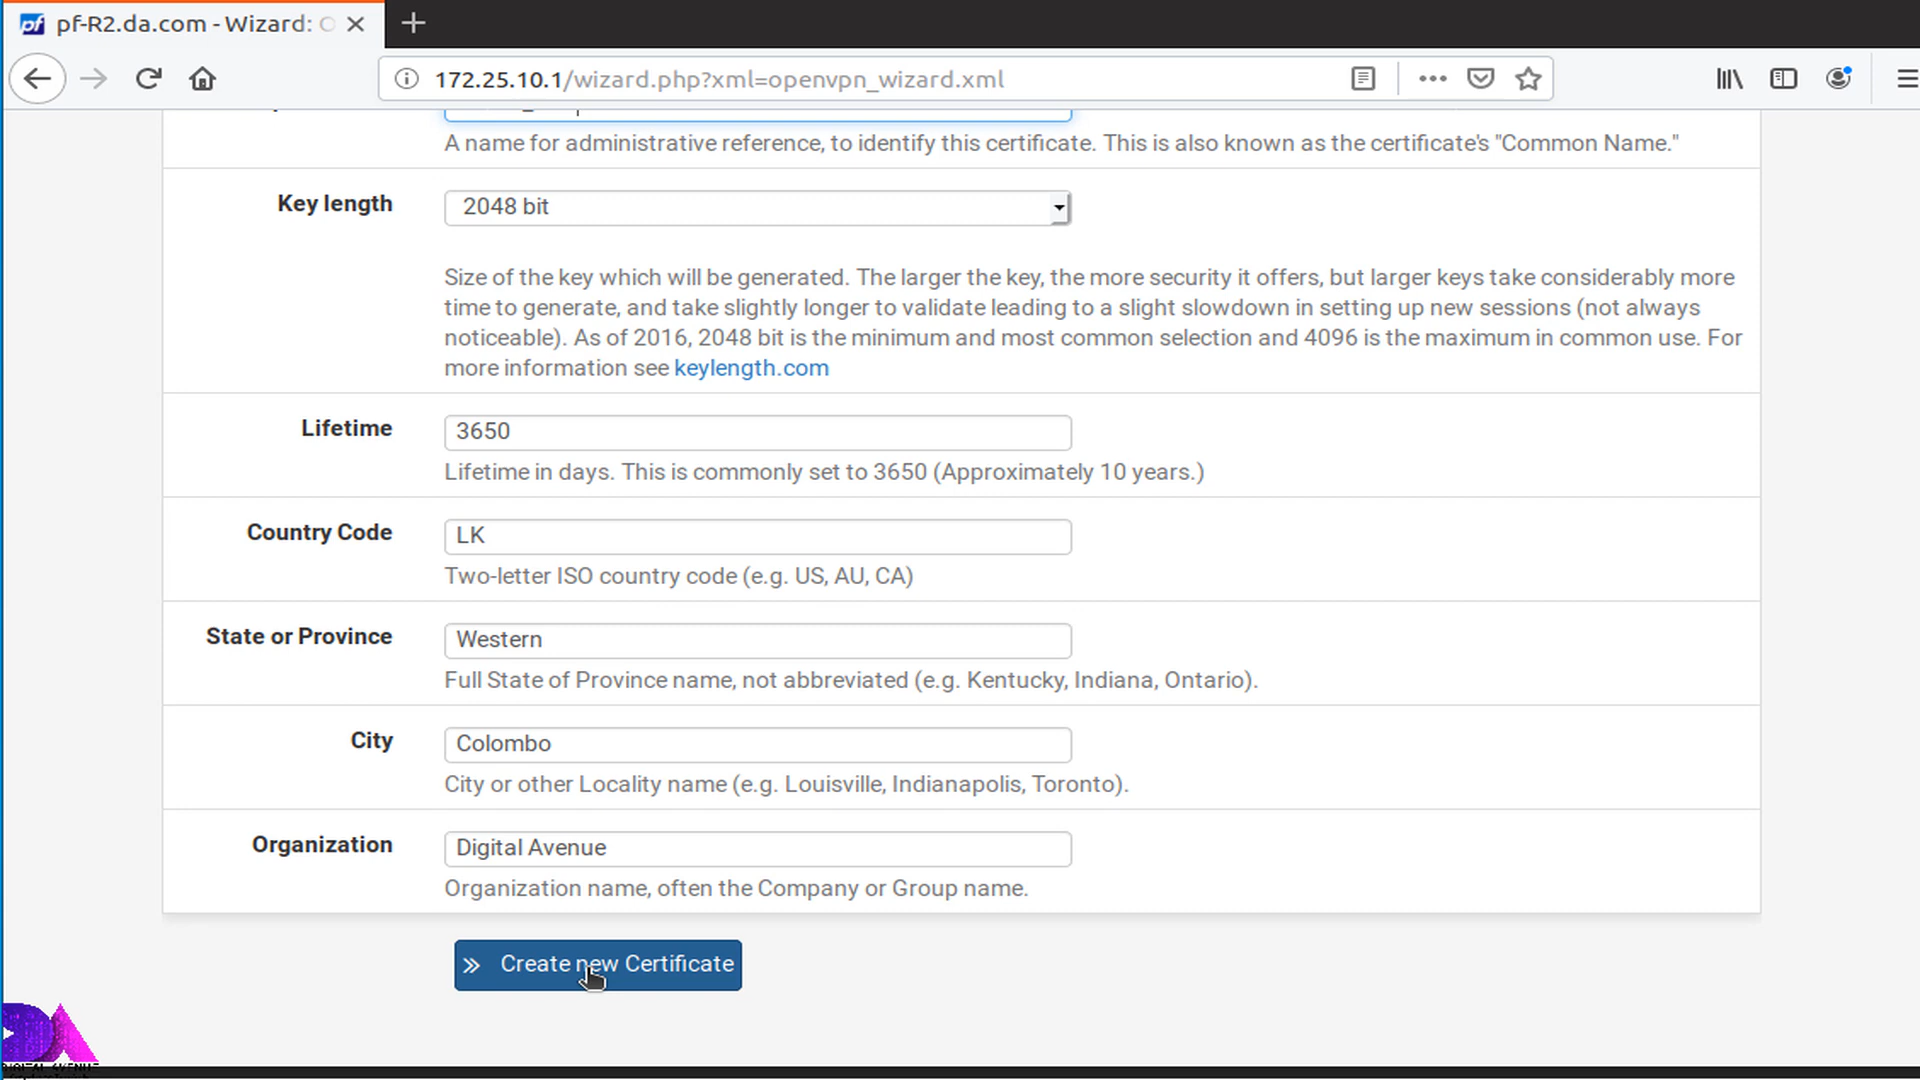 pf pf-R2.da.com - Wizard: O
172.25.10.1/wizard.php?xml=openvpn_wizard.xml
A name for administrative reference, to identify this certificate. This is also known as the certificate's "Common Name."
Key length
2048 bit
Size of the key which will be generated. The larger the key, the more security it offers, but larger keys take considerably more
time to generate, and take slightly longer to validate leading to a slight slowdown in setting up new sessions (not always
noticeable). As of 2016, 2048 bit is the minimum and most common selection and 4096 is the maximum in common use. For
more information see keylength.com
Lifetime
3650
Lifetime in days. This is commonly set to 3650 (Approximately 10 years.)
Country Code
LK
Two-letter ISO country code (e.g. US, AU, CA)
State or Province
Western
Full State of Province name, not abbreviated (e.g. Kentucky, Indiana, Ontario).
City
Colombo
City or other Locality name (e.g. Louisville, Indianapolis, Toronto).
Organization
Digital Avenue
Organization name, often the Company or Group name.
Create new Certificate
DIGITAL AVENUE